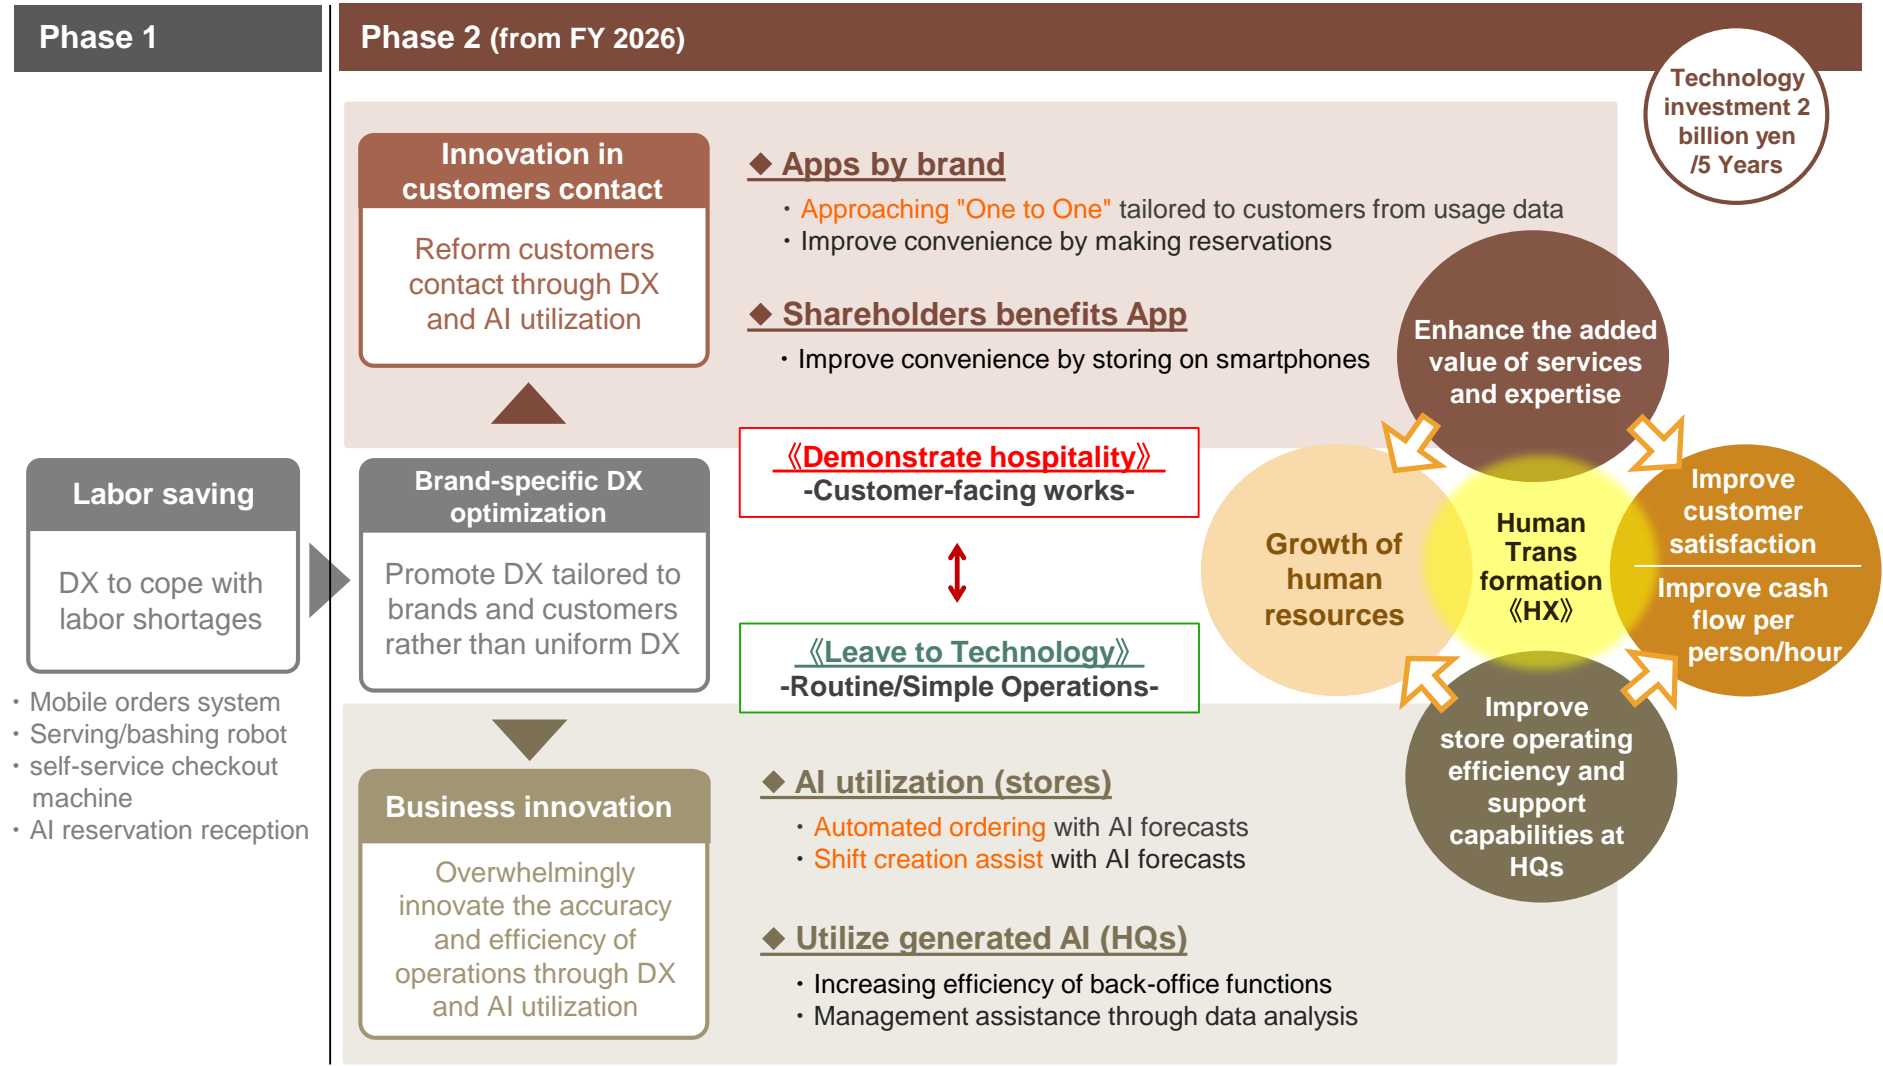 Phase 1
Phase 2 (from FY 2026)
Technology
investment 2
billion yen
/5 Years
Labor saving
DX to cope with
labor shortages
・Mobile orders system
・Serving/bashing robot
・self-service checkout
machine
・AI reservation reception
Innovation in
customers contact
Reform customers
contact through DX
and AI utilization
◆ Apps by brand
・Approaching "One to One" tailored to customers from usage data
・Improve convenience by making reservations
◆ Shareholders benefits App
・Improve convenience by storing on smartphones
Brand-specific DX
optimization
Promote DX tailored to
brands and customers
rather than uniform DX
《Demonstrate hospitality》
-Customer-facing works-
《Leave to Technology》
-Routine/Simple Operations-
Business innovation
Overwhelmingly
innovate the accuracy
and efficiency of
operations through DX
and AI utilization
◆ AI utilization (stores)
・Automated ordering with AI forecasts
・Shift creation assist with AI forecasts
◆ Utilize generated AI (HQs)
・Increasing efficiency of back-office functions
・Management assistance through data analysis
Enhance the added
value of services
and expertise
Growth of
human
resources
Human
Trans
formation
《HX》
Improve
customer
satisfaction
Improve cash
flow per
person/hour
Improve
store operating
efficiency and
support
capabilities at
HQs